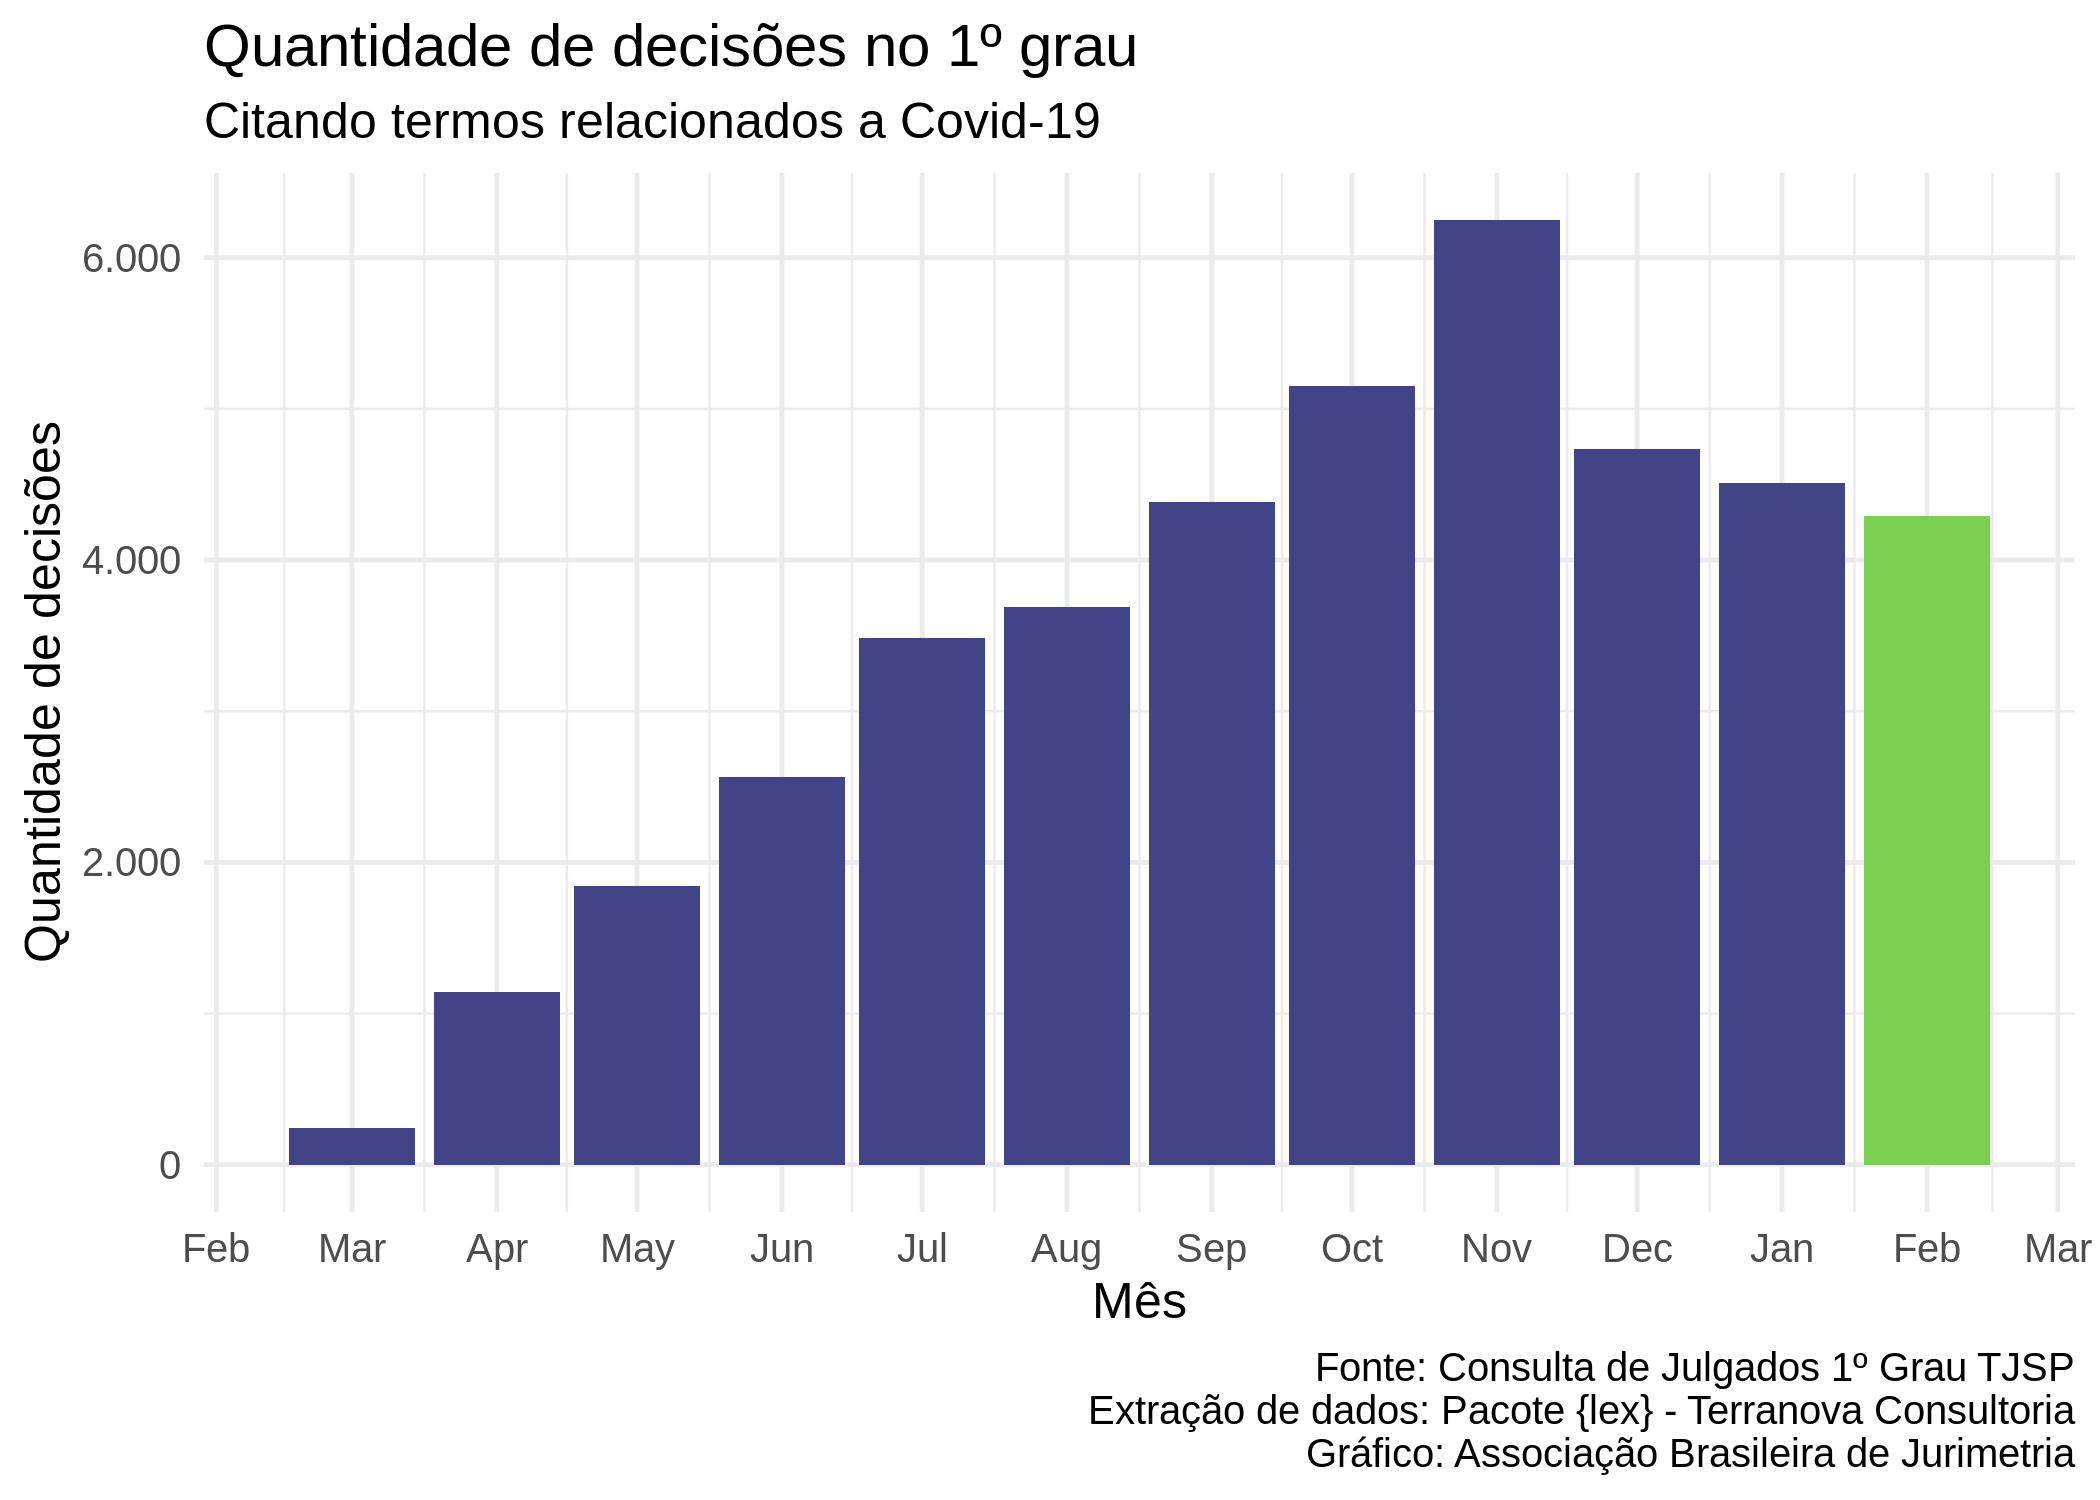 Quantidade de decisões no 1º grau
Citando termos relacionados a Covid-19
Quantidade de decisões
6.000
4.000
2.000
0
Feb Mar Apr May Jun Jul Aug Sep Oct Nov Dec Jan Feb Mar
Mês
Fonte: Consulta de Julgados 1º Grau TJSP
Extração de dados: Pacote {lex} - Terranova Consultoria
Gráfico: Associação Brasileira de Jurimetria